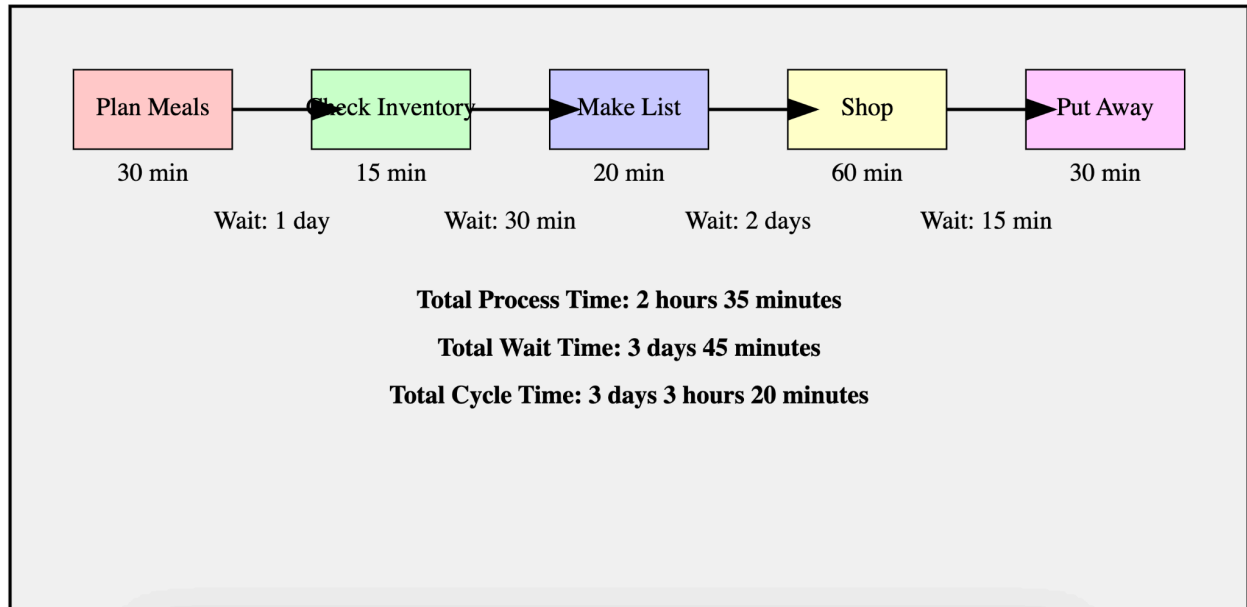 Plan Meals Check Inventory Make List Shop Put Away
30 min 15 min 20 min 60 min 30 min
Wait: 1 day Wait: 30 min Wait: 2 days Wait: 15 min
Total Process Time: 2 hours 35 minutes
Total Wait Time: 3 days 45 minutes
Total Cycle Time: 3 days 3 hours 20 minutes